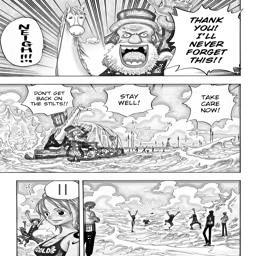 THANK
YOU!
I'LL
NEVER
FORGET
THIS!!
NEIGH!!!
DON'T GET
BACK ON
THE STILTS!!
STAY
WELL!
TAKE
CARE
NOW!